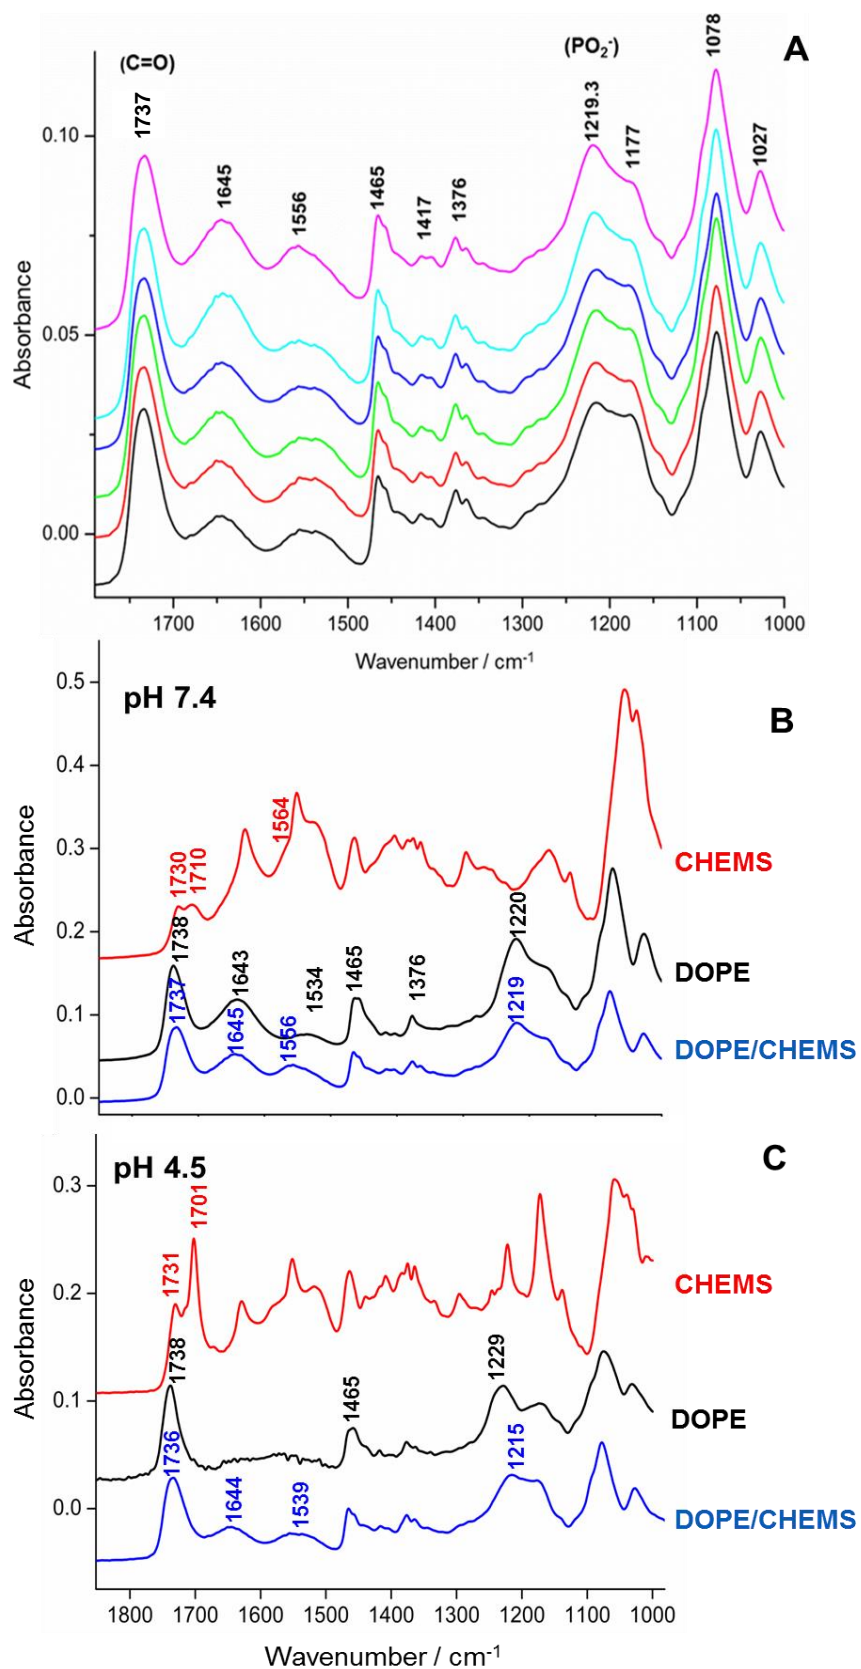 A
(C=O)
(PO₂⁻)
1737
1645
1556
1465
1417
1376
1219.3
1177
1078
1027
Absorbance
0.10
0.05
0.00
1700 1600 1500 1400 1300 1200 1100 1000
Wavenumber / cm⁻¹
pH 7.4
B
Absorbance
0.5
0.4
0.3
0.2
0.1
0.0
1730
1710
1564
CHEMS
1738
1643
1534
1465
1376
1220
DOPE
1737
1645
1556
1219
DOPE/CHEMS
pH 4.5
C
Absorbance
0.3
0.2
0.1
0.0
1731
1701
CHEMS
1738
1465
1229
DOPE
1736
1644
1539
1215
DOPE/CHEMS
1800 1700 1600 1500 1400 1300 1200 1100 1000
Wavenumber / cm⁻¹